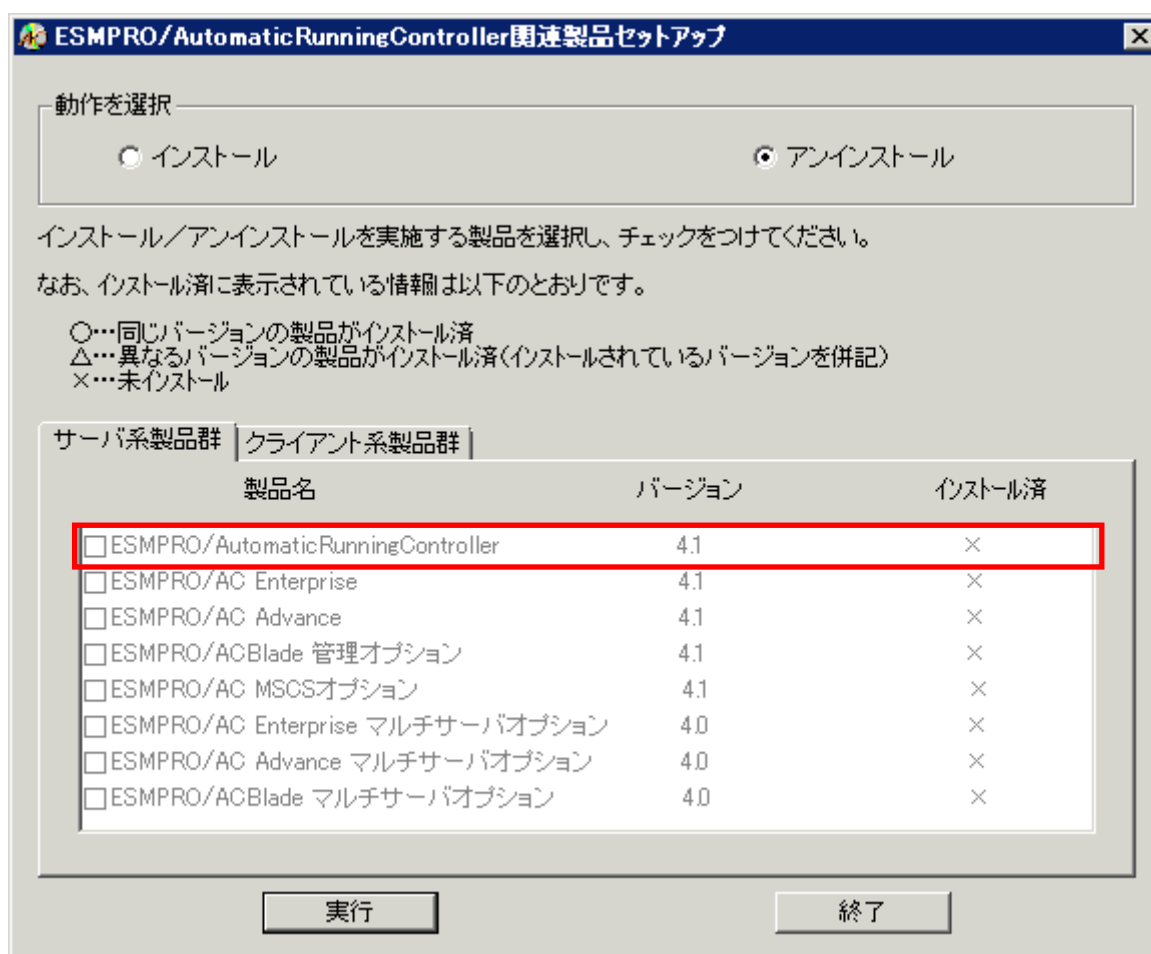 ESMPRO/AutomaticRunningController関連製品セットアップ
動作を選択
インストール アンインストール
インストール／アンインストールを実施する製品を選択し、チェックをつけてください。
なお、インストール済に表示されている情報は以下のとおりです。
○…同じバージョンの製品がインストール済
△…異なるバージョンの製品がインストール済(インストールされているバージョンを併記)
×…未インストール
サーバ系製品群 クライアント系製品群
製品名 バージョン インストール済
ESMPRO/AutomaticRunningController 4.1 ×
ESMPRO/AC Enterprise 4.1 ×
ESMPRO/AC Advance 4.1 ×
ESMPRO/ACBlade 管理オプション 4.1 ×
ESMPRO/AC MSCSオプション 4.1 ×
ESMPRO/AC Enterprise マルチサーバオプション 4.0 ×
ESMPRO/AC Advance マルチサーバオプション 4.0 ×
ESMPRO/ACBlade マルチサーバオプション 4.0 ×
実行 終了